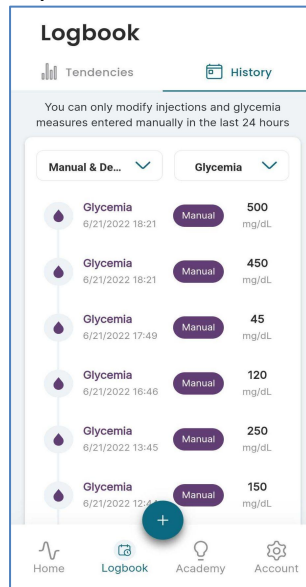 Logbook
Tendencies
History
You can only modify injections and glycemia
measures entered manually in the last 24 hours
Manual & De...
Glycemia
Glycemia
Manual
500
6/21/2022 18:21
mg/dL
Glycemia
Manual
450
6/21/2022 18:21
mg/dL
Glycemia
Manual
45
6/21/2022 17:49
mg/dL
Glycemia
Manual
120
6/21/2022 16:46
mg/dL
Glycemia
Manual
250
6/21/2022 13:45
mg/dL
Glycemia
Manual
150
6/21/2022
mg/dL
+
Home
Logbook
Academy
Account